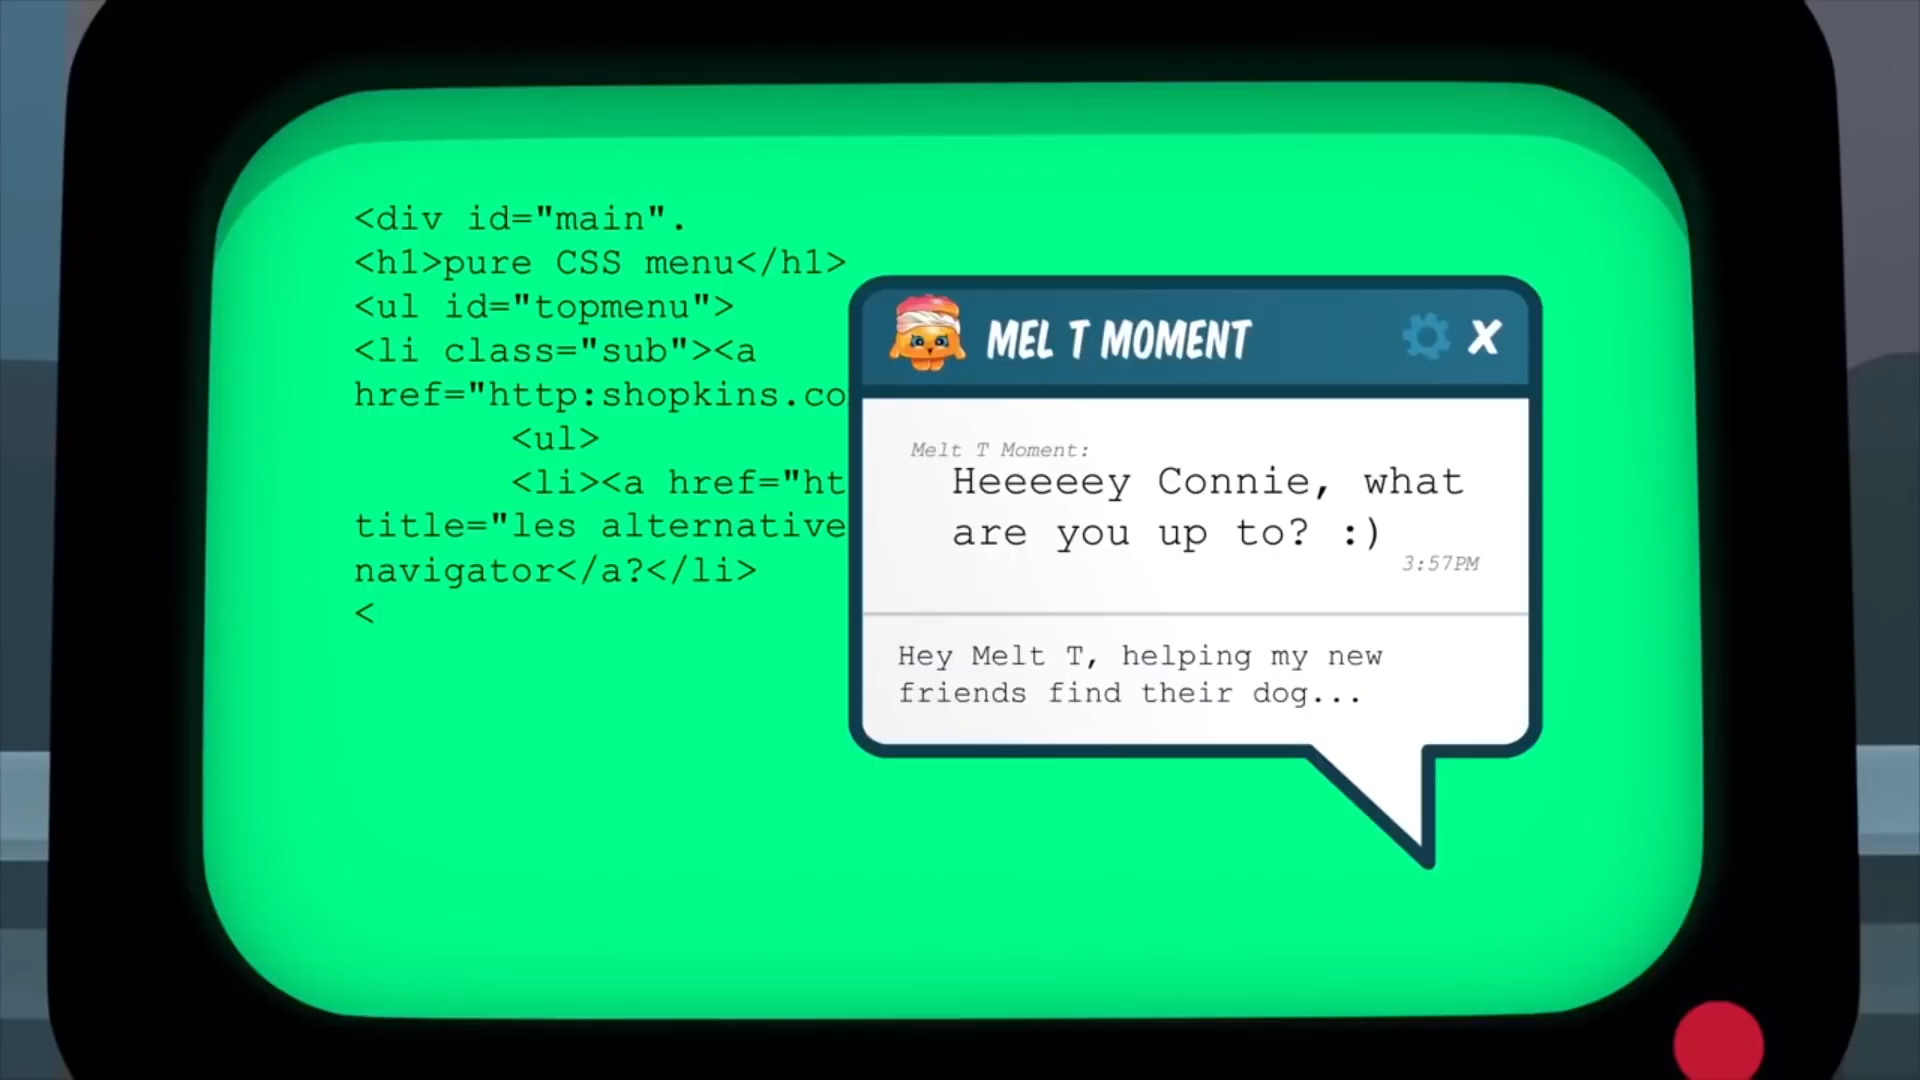 <div id="main".
<h1>pure CSS menu</h1>
<ul id="topmenu">
<li class="sub"><a
href="http:shopkins.co
<ul>
<li><a href="ht
title="les alternative
navigator</a?</li>
<
MEL T MOMENT X
Melt T Moment:
Heeeeey Connie, what
are you up to? :)
3:57PM
Hey Melt T, helping my new
friends find their dog...